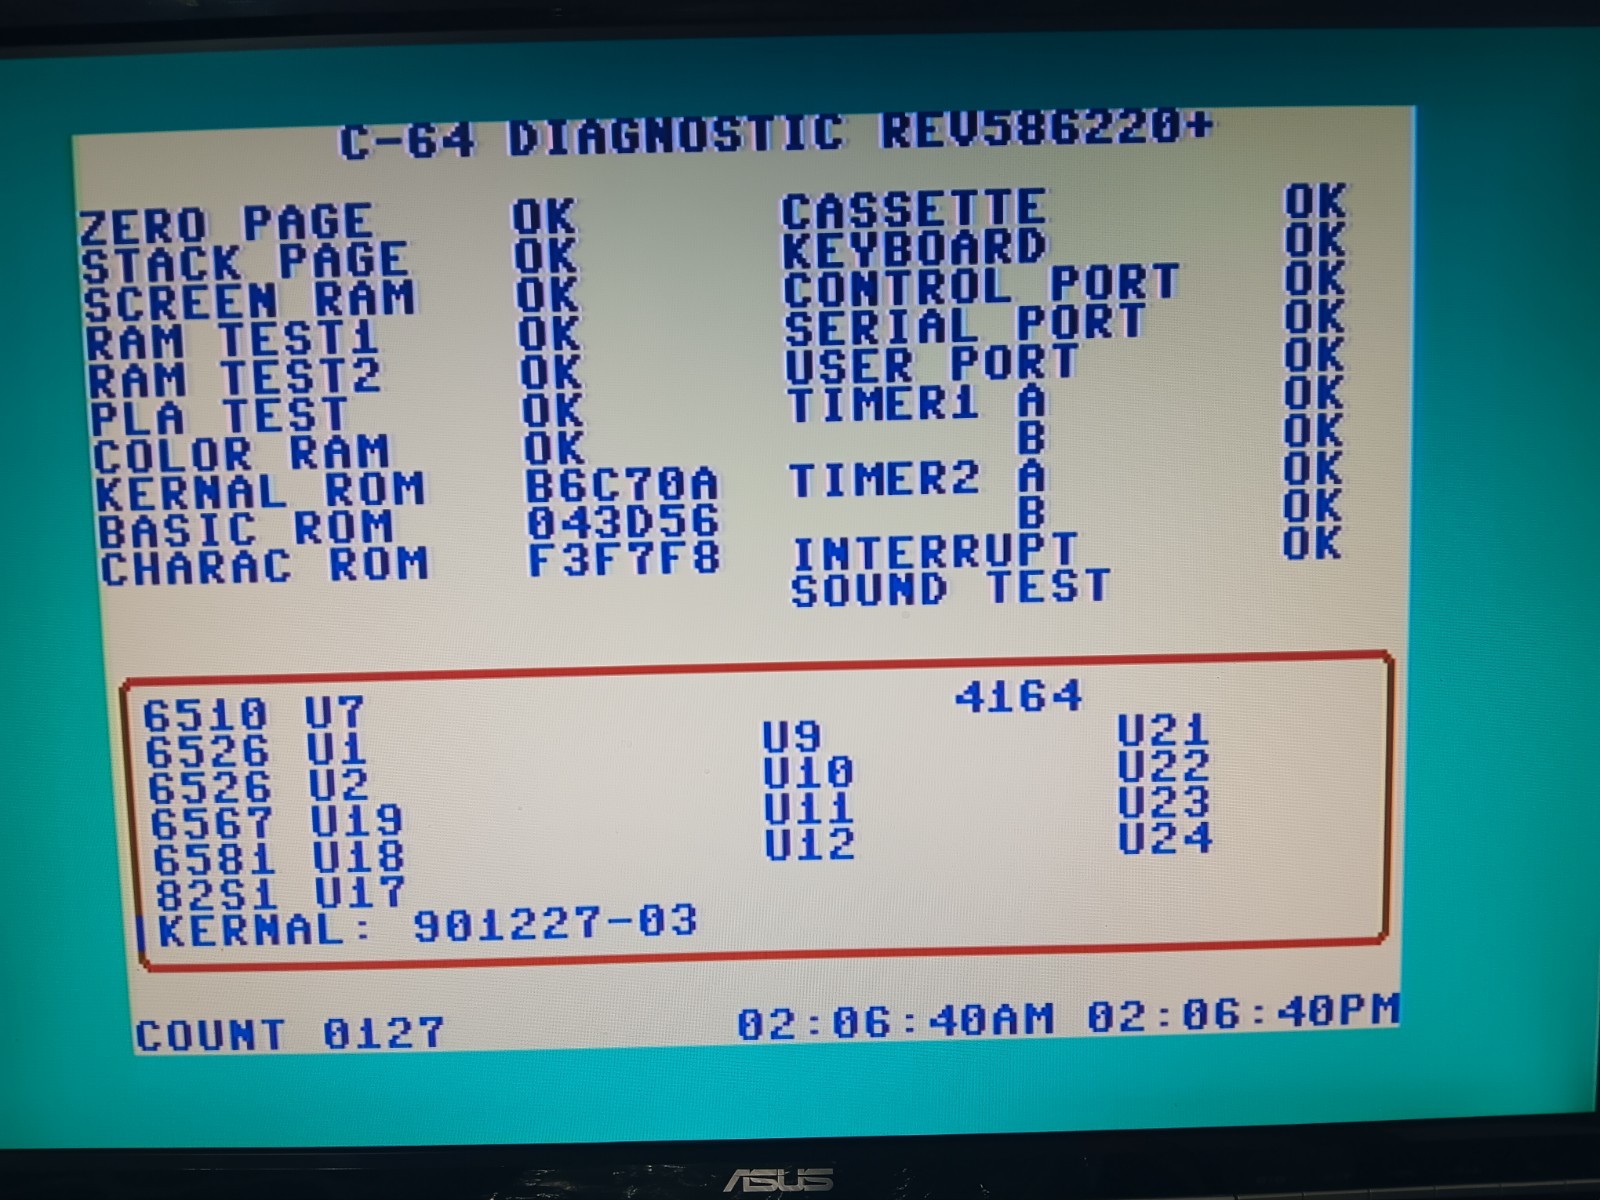 C-64 DIAGNOSTIC REV586220+
ZERO PAGE OK CASSETTE OK
STACK PAGE OK KEYBOARD OK
SCREEN RAM OK CONTROL PORT OK
RAM TEST1 OK SERIAL PORT OK
RAM TEST2 OK USER PORT OK
PLA TEST OK TIMER1 A OK
COLOR RAM OK B OK
KERNAL ROM B6C70A TIMER2 A OK
BASIC ROM 043D56 B OK
CHARAC ROM F3F7F8 INTERRUPT OK
SOUND TEST
6510 U7 4164
6526 U1 U9 U21
6526 U2 U10 U22
6567 U19 U11 U23
6581 U18 U12 U24
82S1 U17
KERNAL: 901227-03
COUNT 0127 02:06:40AM 02:06:40PM
ASUS